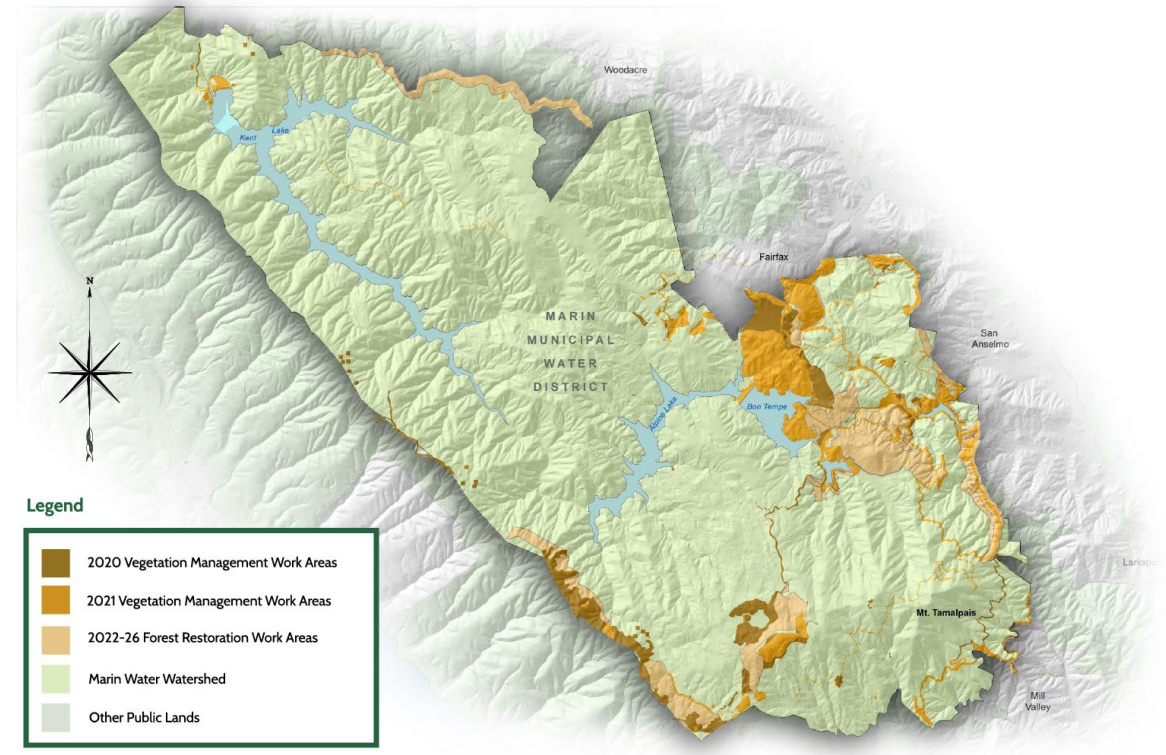 Woodacre
Kent Lake
Fairfax
MARIN
MUNICIPAL
WATER
DISTRICT
San
Anselmo
Alpine Lake
Bon Tempe
N
Legend
2020 Vegetation Management Work Areas
2021 Vegetation Management Work Areas
2022-26 Forest Restoration Work Areas
Marin Water Watershed
Other Public Lands
Larkspur
Mt. Tamalpais
Mill
Valley